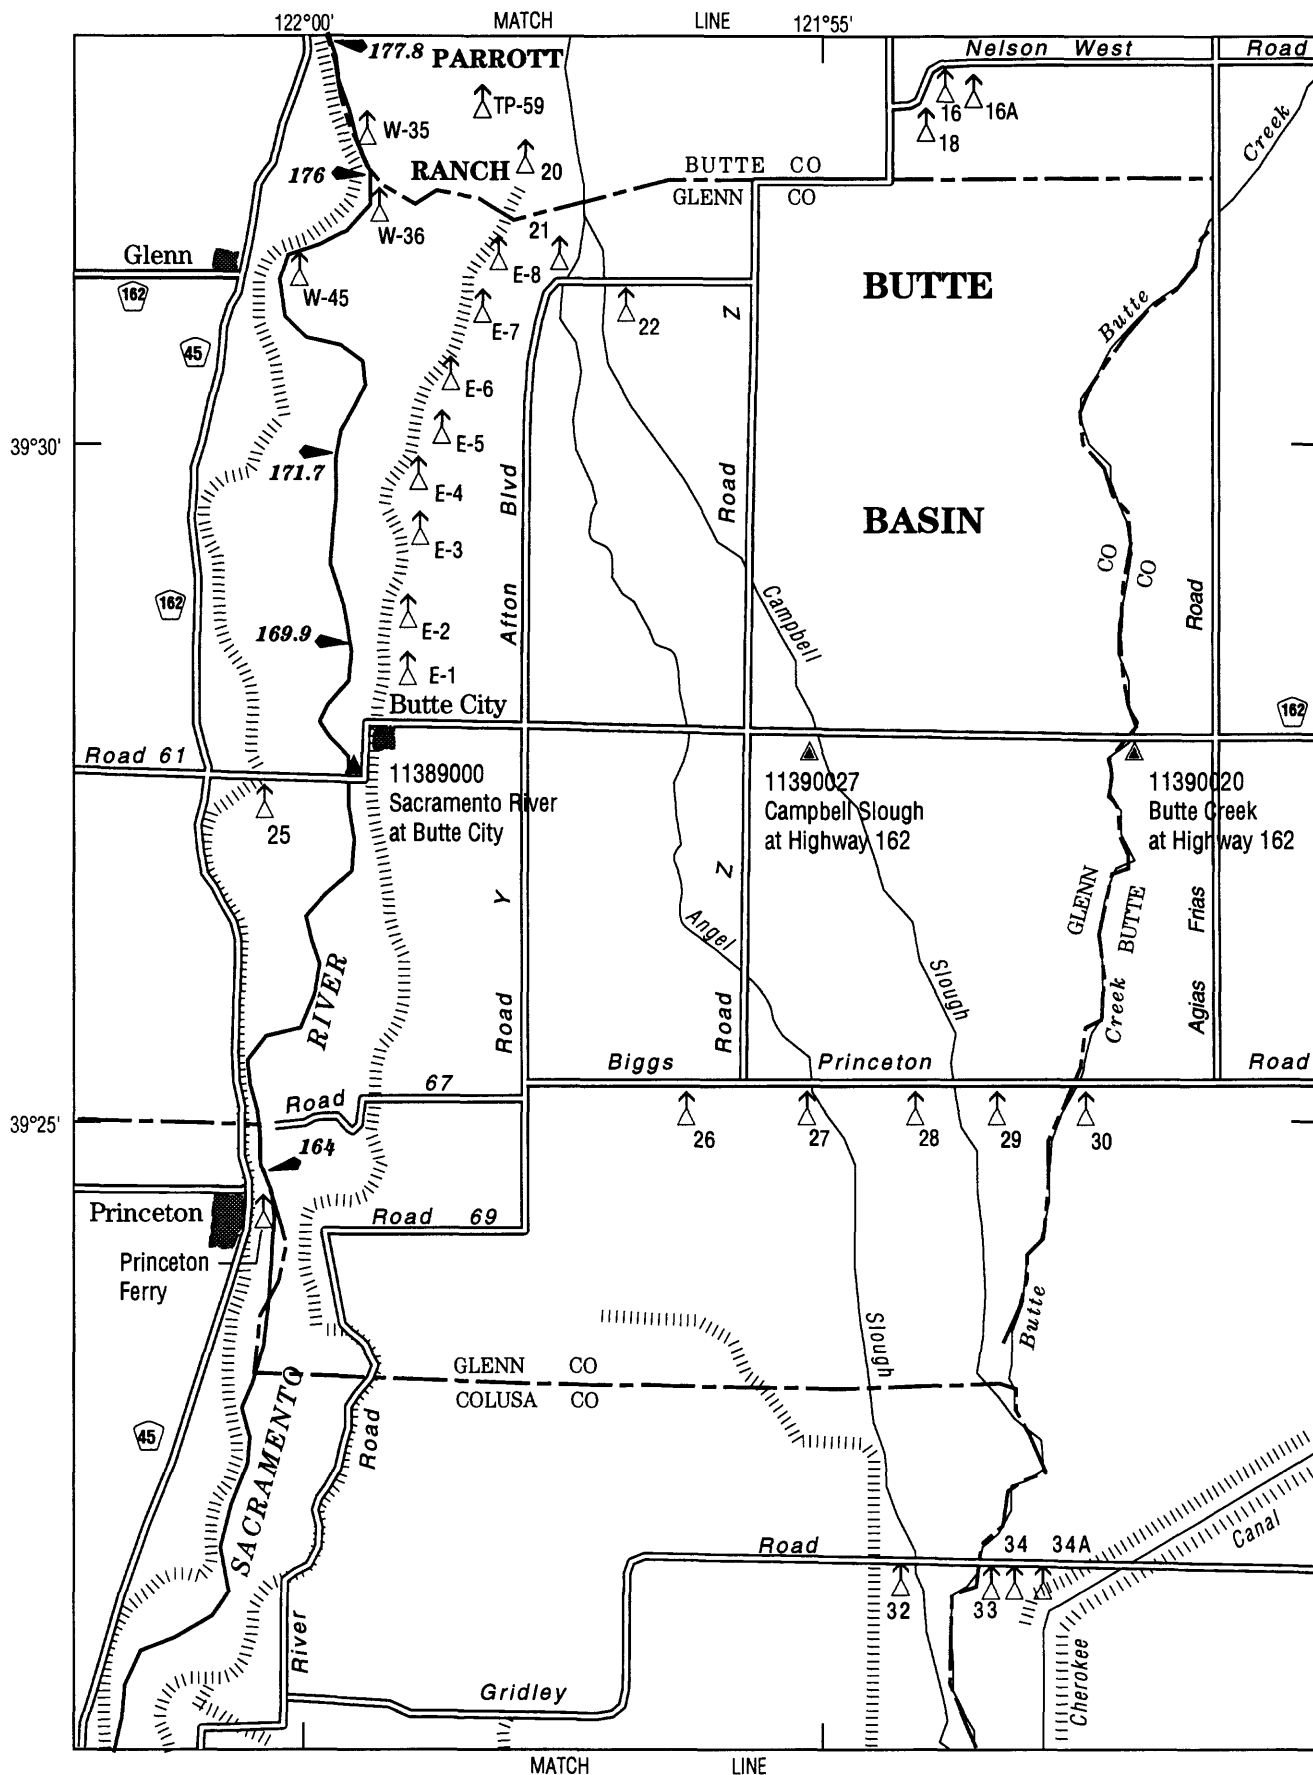 122°00'
MATCH
LINE
121°55'
177.8
PARROTT
Nelson West Road
TP-59
16
16A
W-35
18
Creek
RANCH
20
176
BUTTE CO
GLENN CO
W-36
21
Glenn
E-8
162
W-45
BUTTE
E-7
22
Z
Butte
45
E-6
39°30'
E-5
171.7
E-4
Blvd
Road
BASIN
E-3
CO
CO
162
Campbell
Road
E-2
Afton
169.9
E-1
Butte City
162
Road 61
11389000
Sacramento River
at Butte City
11390027
Campbell Slough
at Highway 162
11390020
Butte Creek
at Highway 162
25
Z
Y
GLENN
BUTTE
Frias
Angel
RIVER
Slough
Road
Road
Creek
Agias
Biggs
Princeton
Road
67
Road
39°25'
26
27
28
29
30
164
Princeton
Road 69
Princeton
Ferry
Slough
Butte
GLENN CO
COLUSA CO
45
Road
SACRAMENTO
Road
34
34A
Canal
32
33
River
Gridley
Cherokee
MATCH
LINE